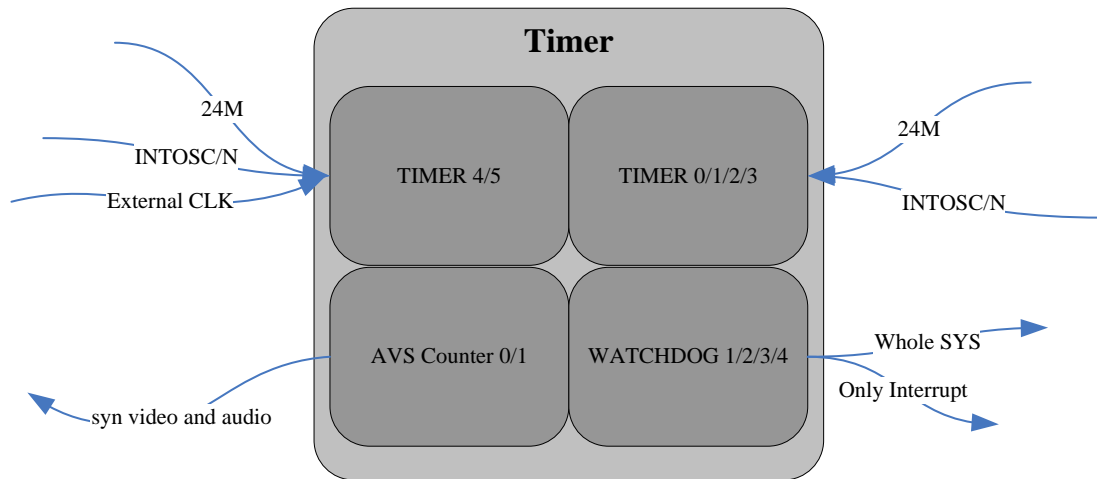 Timer
24M
INTOSC/N
External CLK
TIMER 4/5
TIMER 0/1/2/3
24M
INTOSC/N
AVS Counter 0/1
WATCHDOG 1/2/3/4
syn video and audio
Whole SYS
Only Interrupt